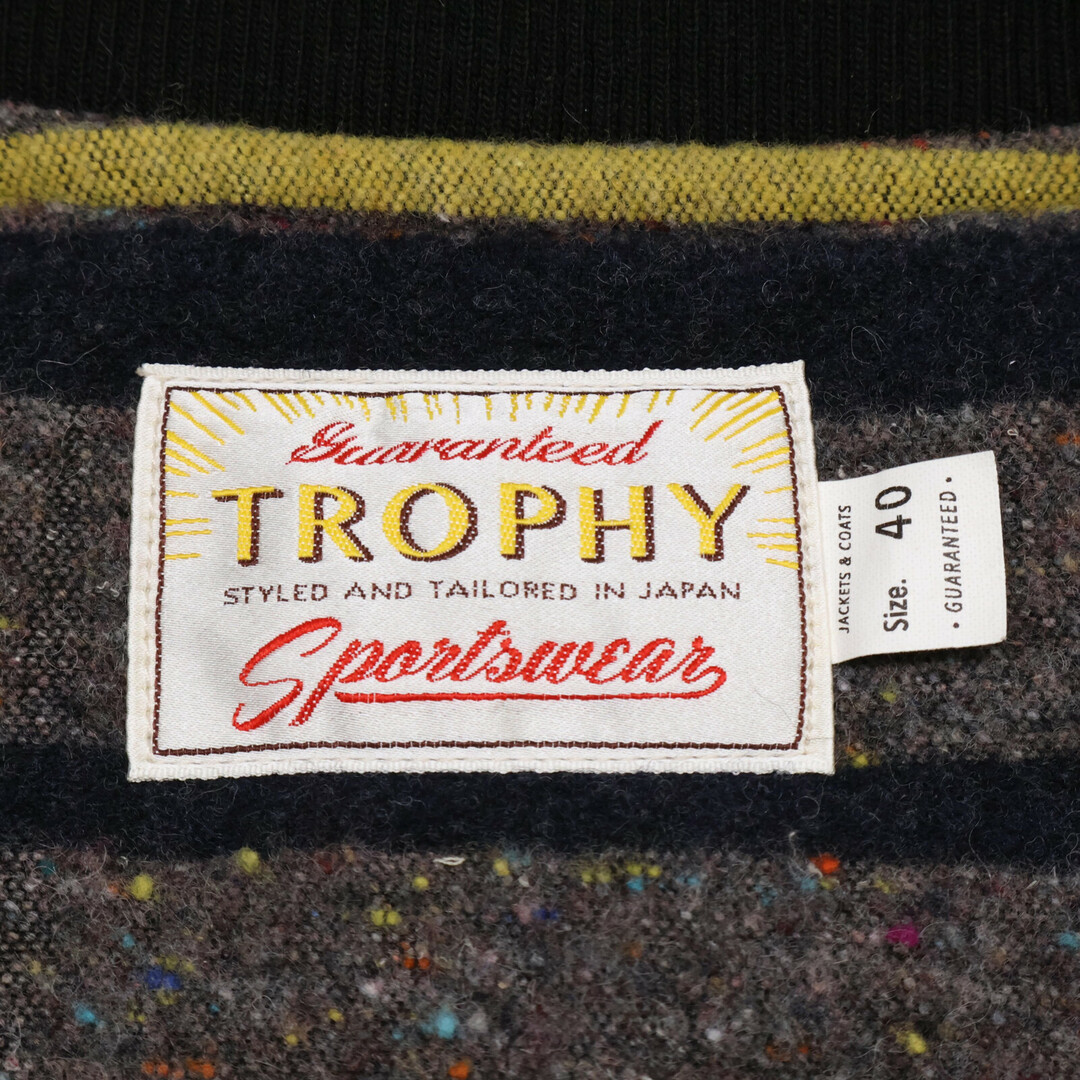 Guaranteed
TROPHY
STYLED AND TAILORED IN JAPAN
Sportswear
JACKETS & COATS
Size. 40
• GUARANTEED •